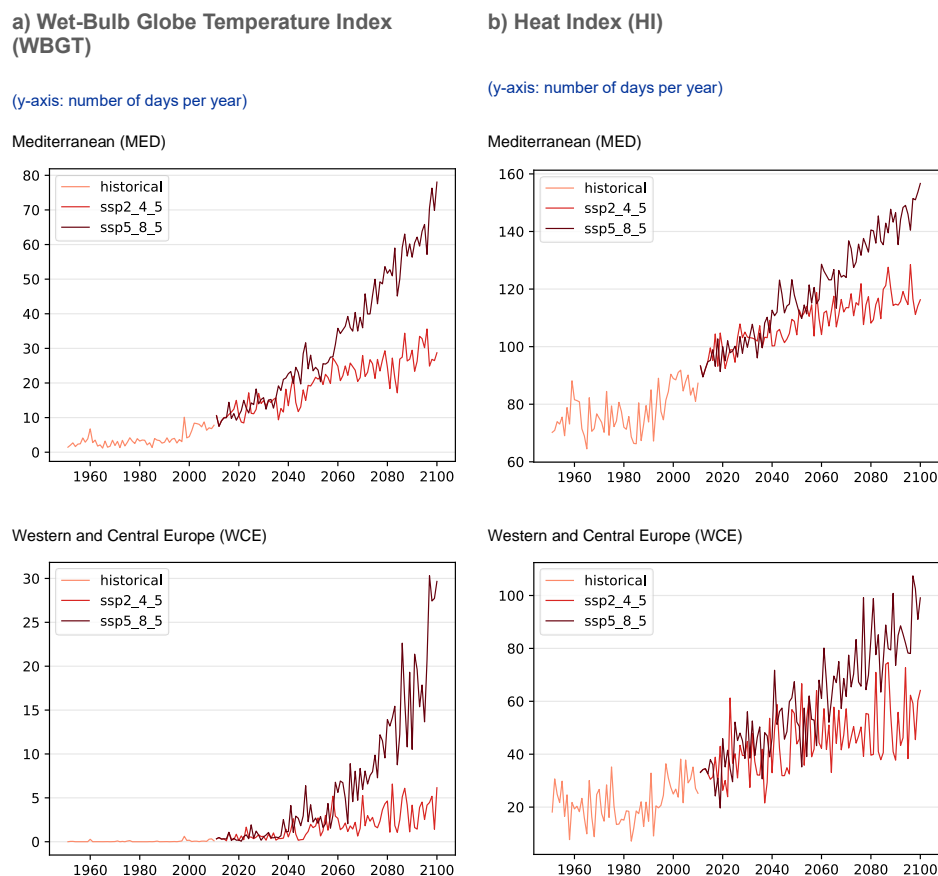 a) Wet-Bulb Globe Temperature Index
(WBGT)
b) Heat Index (HI)
(y-axis: number of days per year)
(y-axis: number of days per year)
Mediterranean (MED)
Mediterranean (MED)
80
70
60
50
40
30
20
10
0
historical
ssp2_4_5
ssp5_8_5
1960 1980 2000 2020 2040 2060 2080 2100
160
140
120
100
80
60
historical
ssp2_4_5
ssp5_8_5
1960 1980 2000 2020 2040 2060 2080 2100
Western and Central Europe (WCE)
Western and Central Europe (WCE)
30
25
20
15
10
5
0
historical
ssp2_4_5
ssp5_8_5
1960 1980 2000 2020 2040 2060 2080 2100
100
80
60
40
20
historical
ssp2_4_5
ssp5_8_5
1960 1980 2000 2020 2040 2060 2080 2100